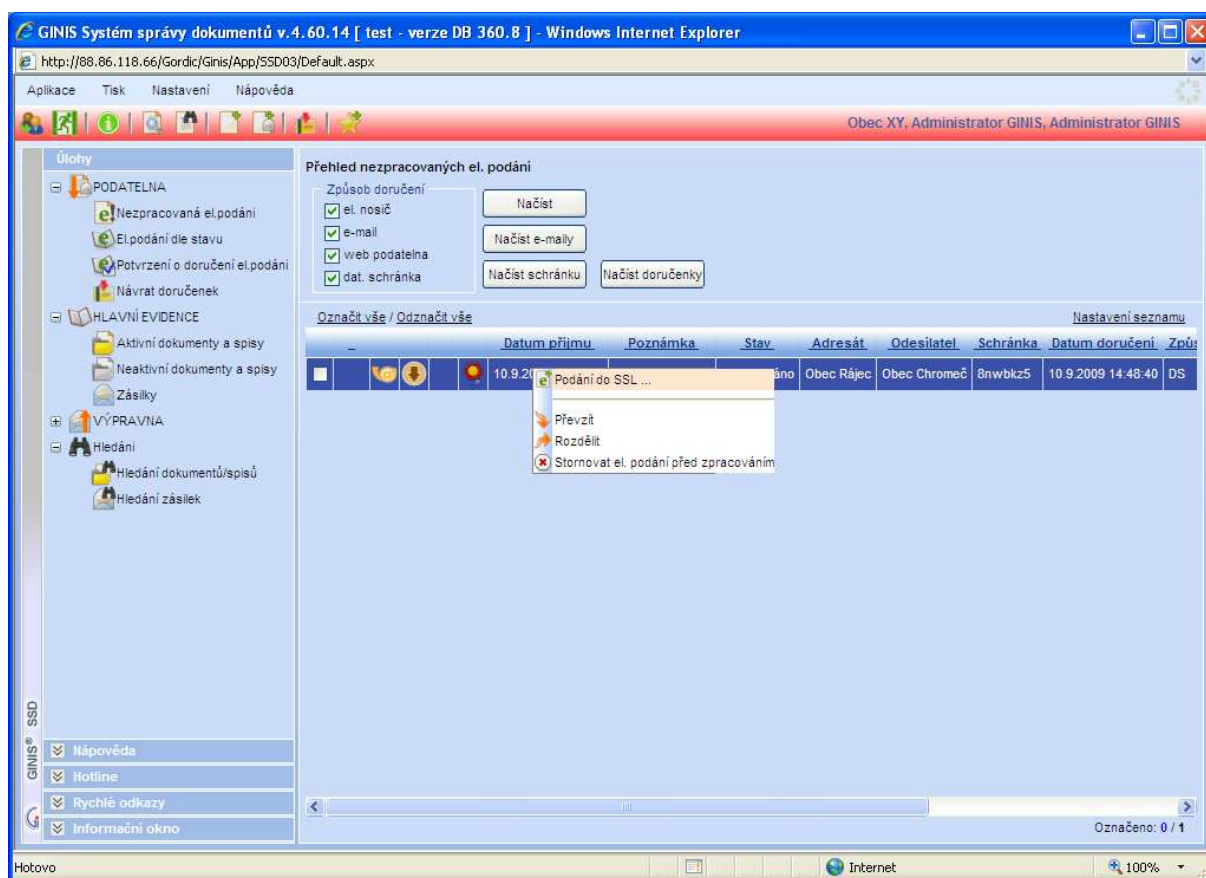 GINIS Systém správy dokumentů v.4.60.14 [ test - verze DB 360.8 ] - Windows Internet Explorer
http://88.86.118.66/Gordic/Ginis/App/SSD03/Default.aspx
Aplikace Tisk Nastavení Nápověda
Obec XY, Administrator GINIS, Administrator GINIS
Úlohy
PODATELNA
Nezpracovaná el.podání
El.podání dle stavu
Potvrzení o doručení el.podání
Návrat doručenek
HLAVNÍ EVIDENCE
Aktivní dokumenty a spisy
Neaktivní dokumenty a spisy
Zásilky
VÝPRAVNA
Hledání
Hledání dokumentů/spisů
Hledání zásilek
Nápověda
Hotline
Rychlé odkazy
Informační okno
GINIS® SSD
Přehled nezpracovaných el. podání
Způsob doručení
el. nosič
e-mail
web podatelna
dat. schránka
Načíst
Načíst e-maily
Načíst schránku Načíst doručenky
Označit vše / Odznačit vše Nastavení seznamu
Datum příjmu Poznámka Stav Adresát Odesilatel Schránka Datum doručení Způs
10.9.20 áno Obec Rájec Obec Chromeč 8nwbkz5 10.9.2009 14:48:40 DS
Podání do SSL ...
Převzít
Rozdělit
Stornovat el. podání před zpracováním
Označeno: 0 / 1
Hotovo Internet 100%